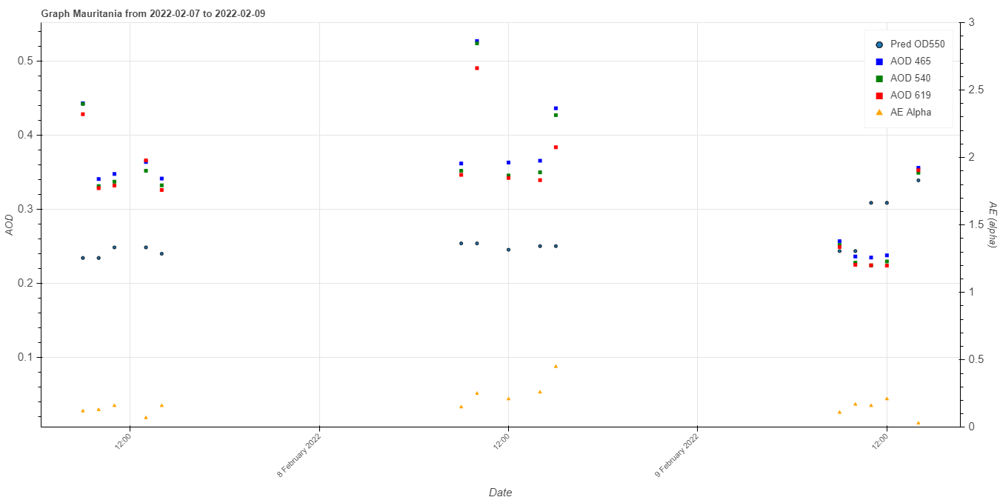 Graph Mauritania from 2022-02-07 to 2022-02-09
Pred OD550
AOD 465
AOD 540
AOD 619
AE Alpha
AOD
0.5
0.4
0.3
0.2
0.1
AE (alpha)
3
2.5
2
1.5
1
0.5
0
12:00
8 February 2022
12:00
9 February 2022
12:00
Date